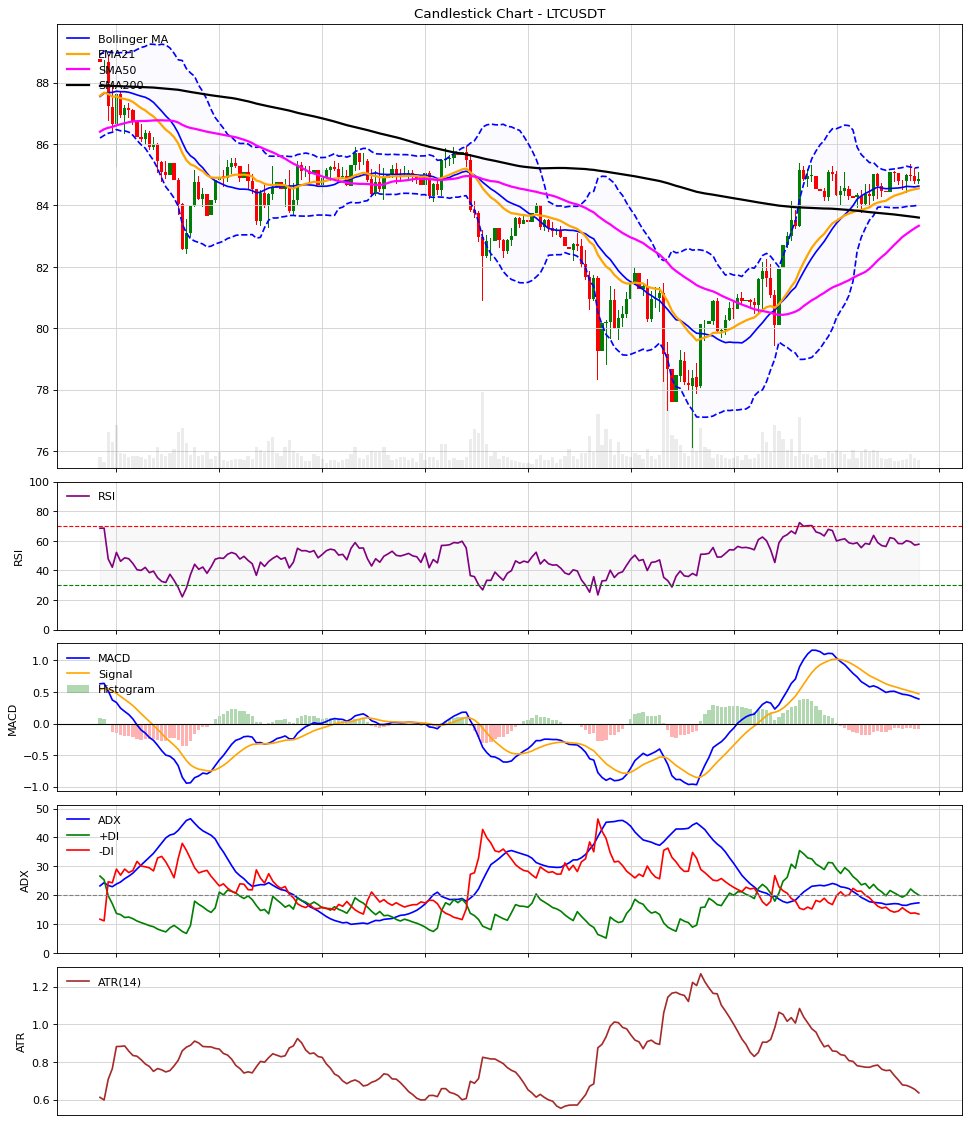 Candlestick Chart - LTCUSDT
Bollinger MA
EMA21
SMA50
SMA200
88
86
84
82
80
78
76
RSI
100
80
60
40
20
0
RSI
MACD
Signal
Histogram
1.0
0.5
0.0
−0.5
−1.0
MACD
ADX
+DI
-DI
50
40
30
20
10
0
ADX
ATR(14)
1.2
1.0
0.8
0.6
ATR